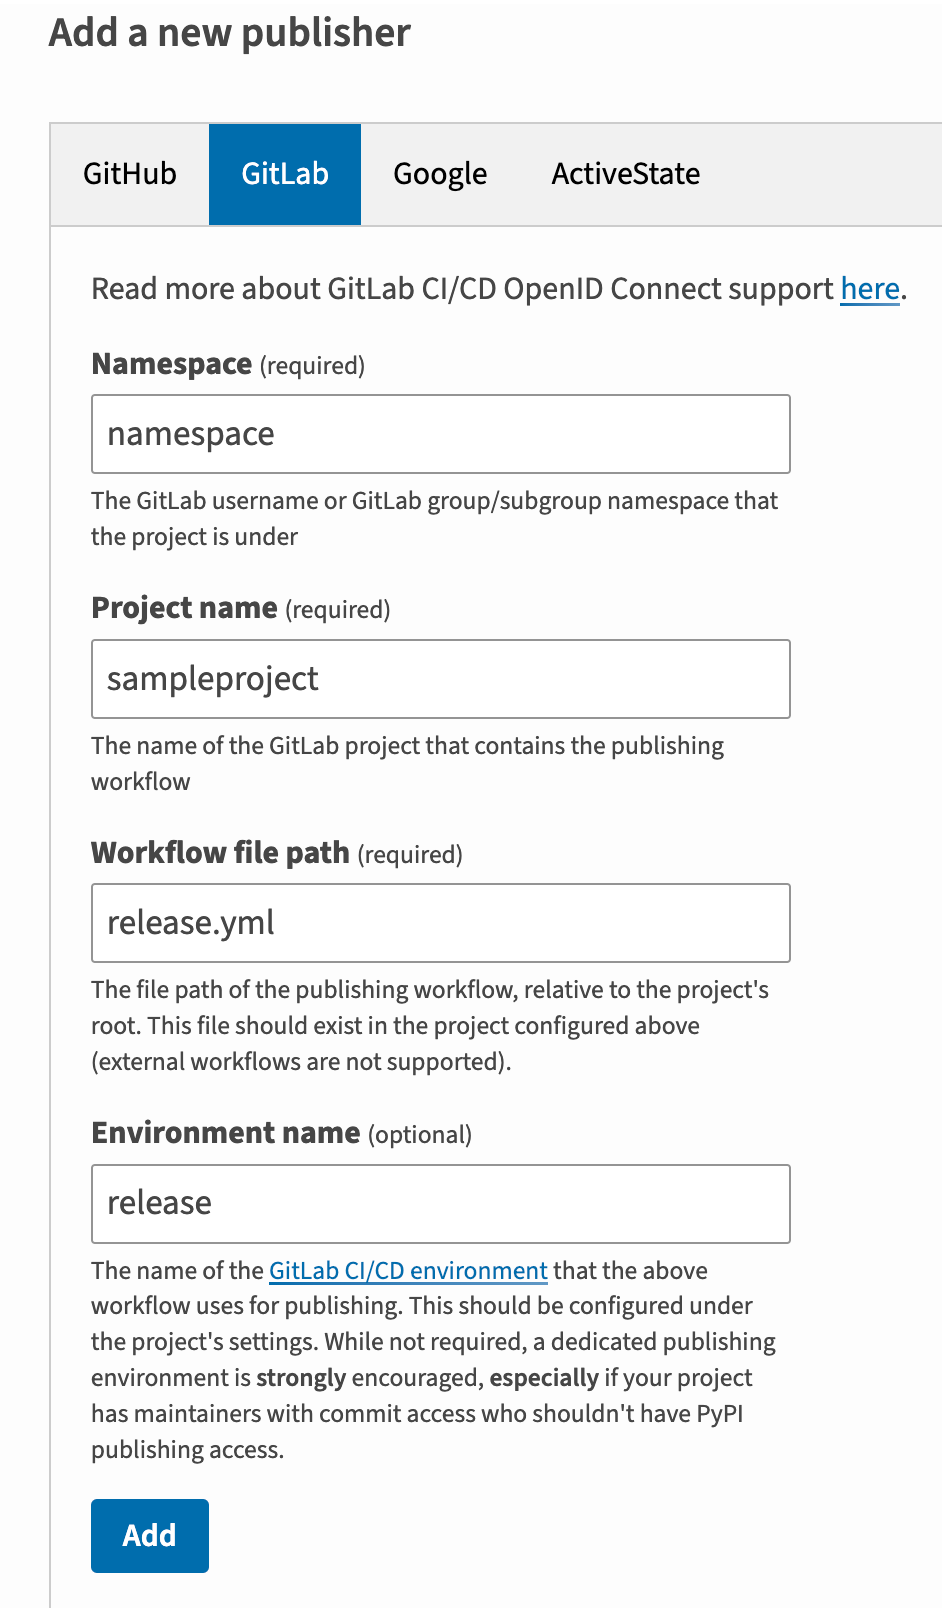 Add a new publisher
GitHub GitLab Google ActiveState
Read more about GitLab CI/CD OpenID Connect support here.
Namespace (required)
namespace
The GitLab username or GitLab group/subgroup namespace that
the project is under
Project name (required)
sampleproject
The name of the GitLab project that contains the publishing
workflow
Workflow file path (required)
release.yml
The file path of the publishing workflow, relative to the project's
root. This file should exist in the project configured above
(external workflows are not supported).
Environment name (optional)
release
The name of the GitLab CI/CD environment that the above
workflow uses for publishing. This should be configured under
the project's settings. While not required, a dedicated publishing
environment is strongly encouraged, especially if your project
has maintainers with commit access who shouldn't have PyPI
publishing access.
Add